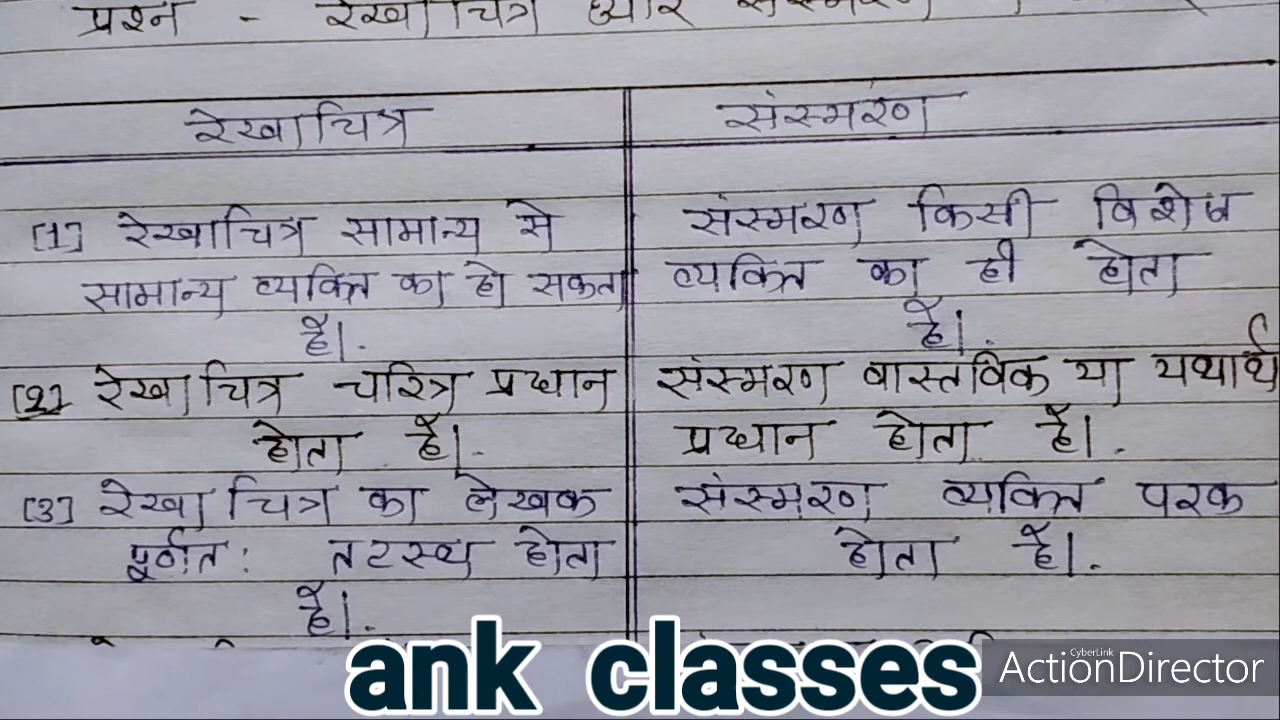 प्रश्न - रेखाचित्र और संस्मरण
रेखाचित्र
संस्मरण
[1] रेखाचित्र सामान्य से
सामान्य व्यक्ति का हो सकता
है।.
संस्मरण किसी विशेष
व्यक्ति का ही होता
है।.
[2] रेखाचित्र चरित्र प्रधान
होता है।.
संस्मरण वास्तविक या यथार्थ
प्रधान होता है।.
[3] रेखाचित्र का लेखक
पूर्णत: तटस्थ होता
है।.
संस्मरण व्यक्ति परक
होता है।.
ank classes
CyberLink
ActionDirector